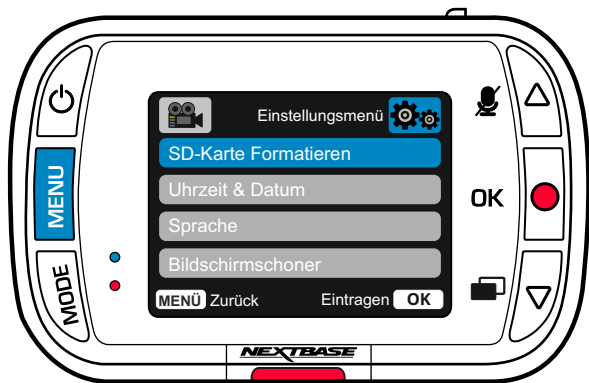 Einstellungsmenü
SD-Karte Formatieren
Uhrzeit & Datum
Sprache
Bildschirmschoner
MENÜ Zurück Eintragen OK
MENU
MODE
OK
NEXTBASE